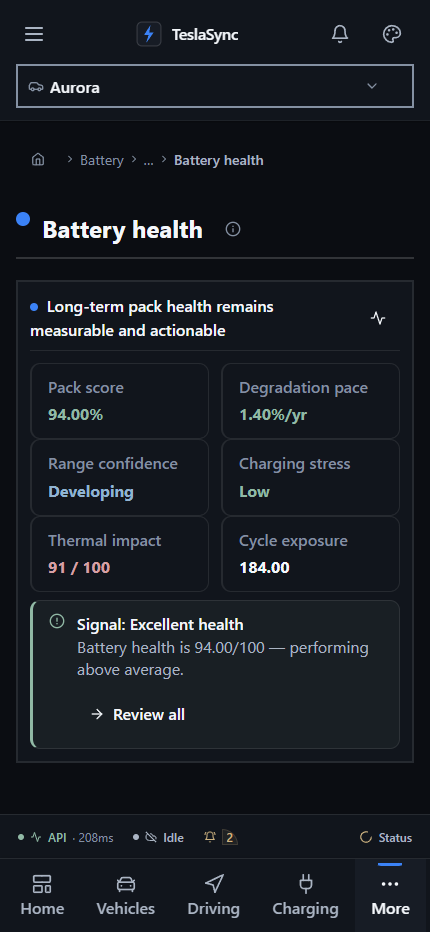 TeslaSync
Aurora
Battery ... Battery health
Battery health
Long-term pack health remains
measurable and actionable
Pack score
94.00%
Degradation pace
1.40%/yr
Range confidence
Developing
Charging stress
Low
Thermal impact
91 / 100
Cycle exposure
184.00
Signal: Excellent health
Battery health is 94.00/100 — performing
above average.
Review all
API · 208ms Idle 2 Status
Home Vehicles Driving Charging More